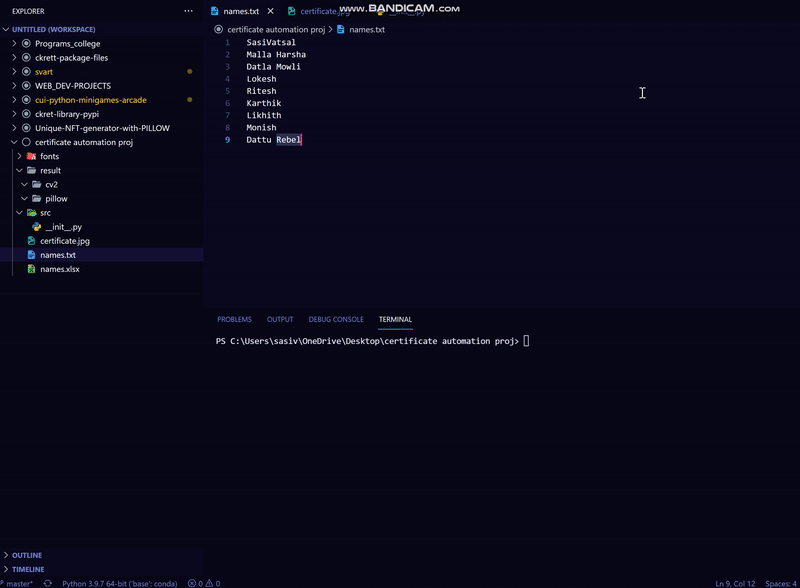 EXPLORER
...
names.txt
certificate.jpg
www.BANDICAM.com
UNTITLED (WORKSPACE)
certificate automation proj > names.txt
Programs_college
ckrett-package-files
svart
WEB_DEV-PROJECTS
cui-python-minigames-arcade
ckret-library-pypi
Unique-NFT-generator-with-PILLOW
certificate automation proj
fonts
result
cv2
pillow
src
__init__.py
certificate.jpg
names.txt
names.xlsx
1 SasiVatsal
2 Malla Harsha
3 Datla Mowli
4 Lokesh
5 Ritesh
6 Karthik
7 Likhith
8 Monish
9 Dattu Rebel
PROBLEMS OUTPUT DEBUG CONSOLE TERMINAL
PS C:\Users\sasiv\OneDrive\Desktop\certificate automation proj>
OUTLINE
TIMELINE
master* Python 3.9.7 64-bit ('base': conda) 0 0 Ln 9, Col 12 Spaces: 4